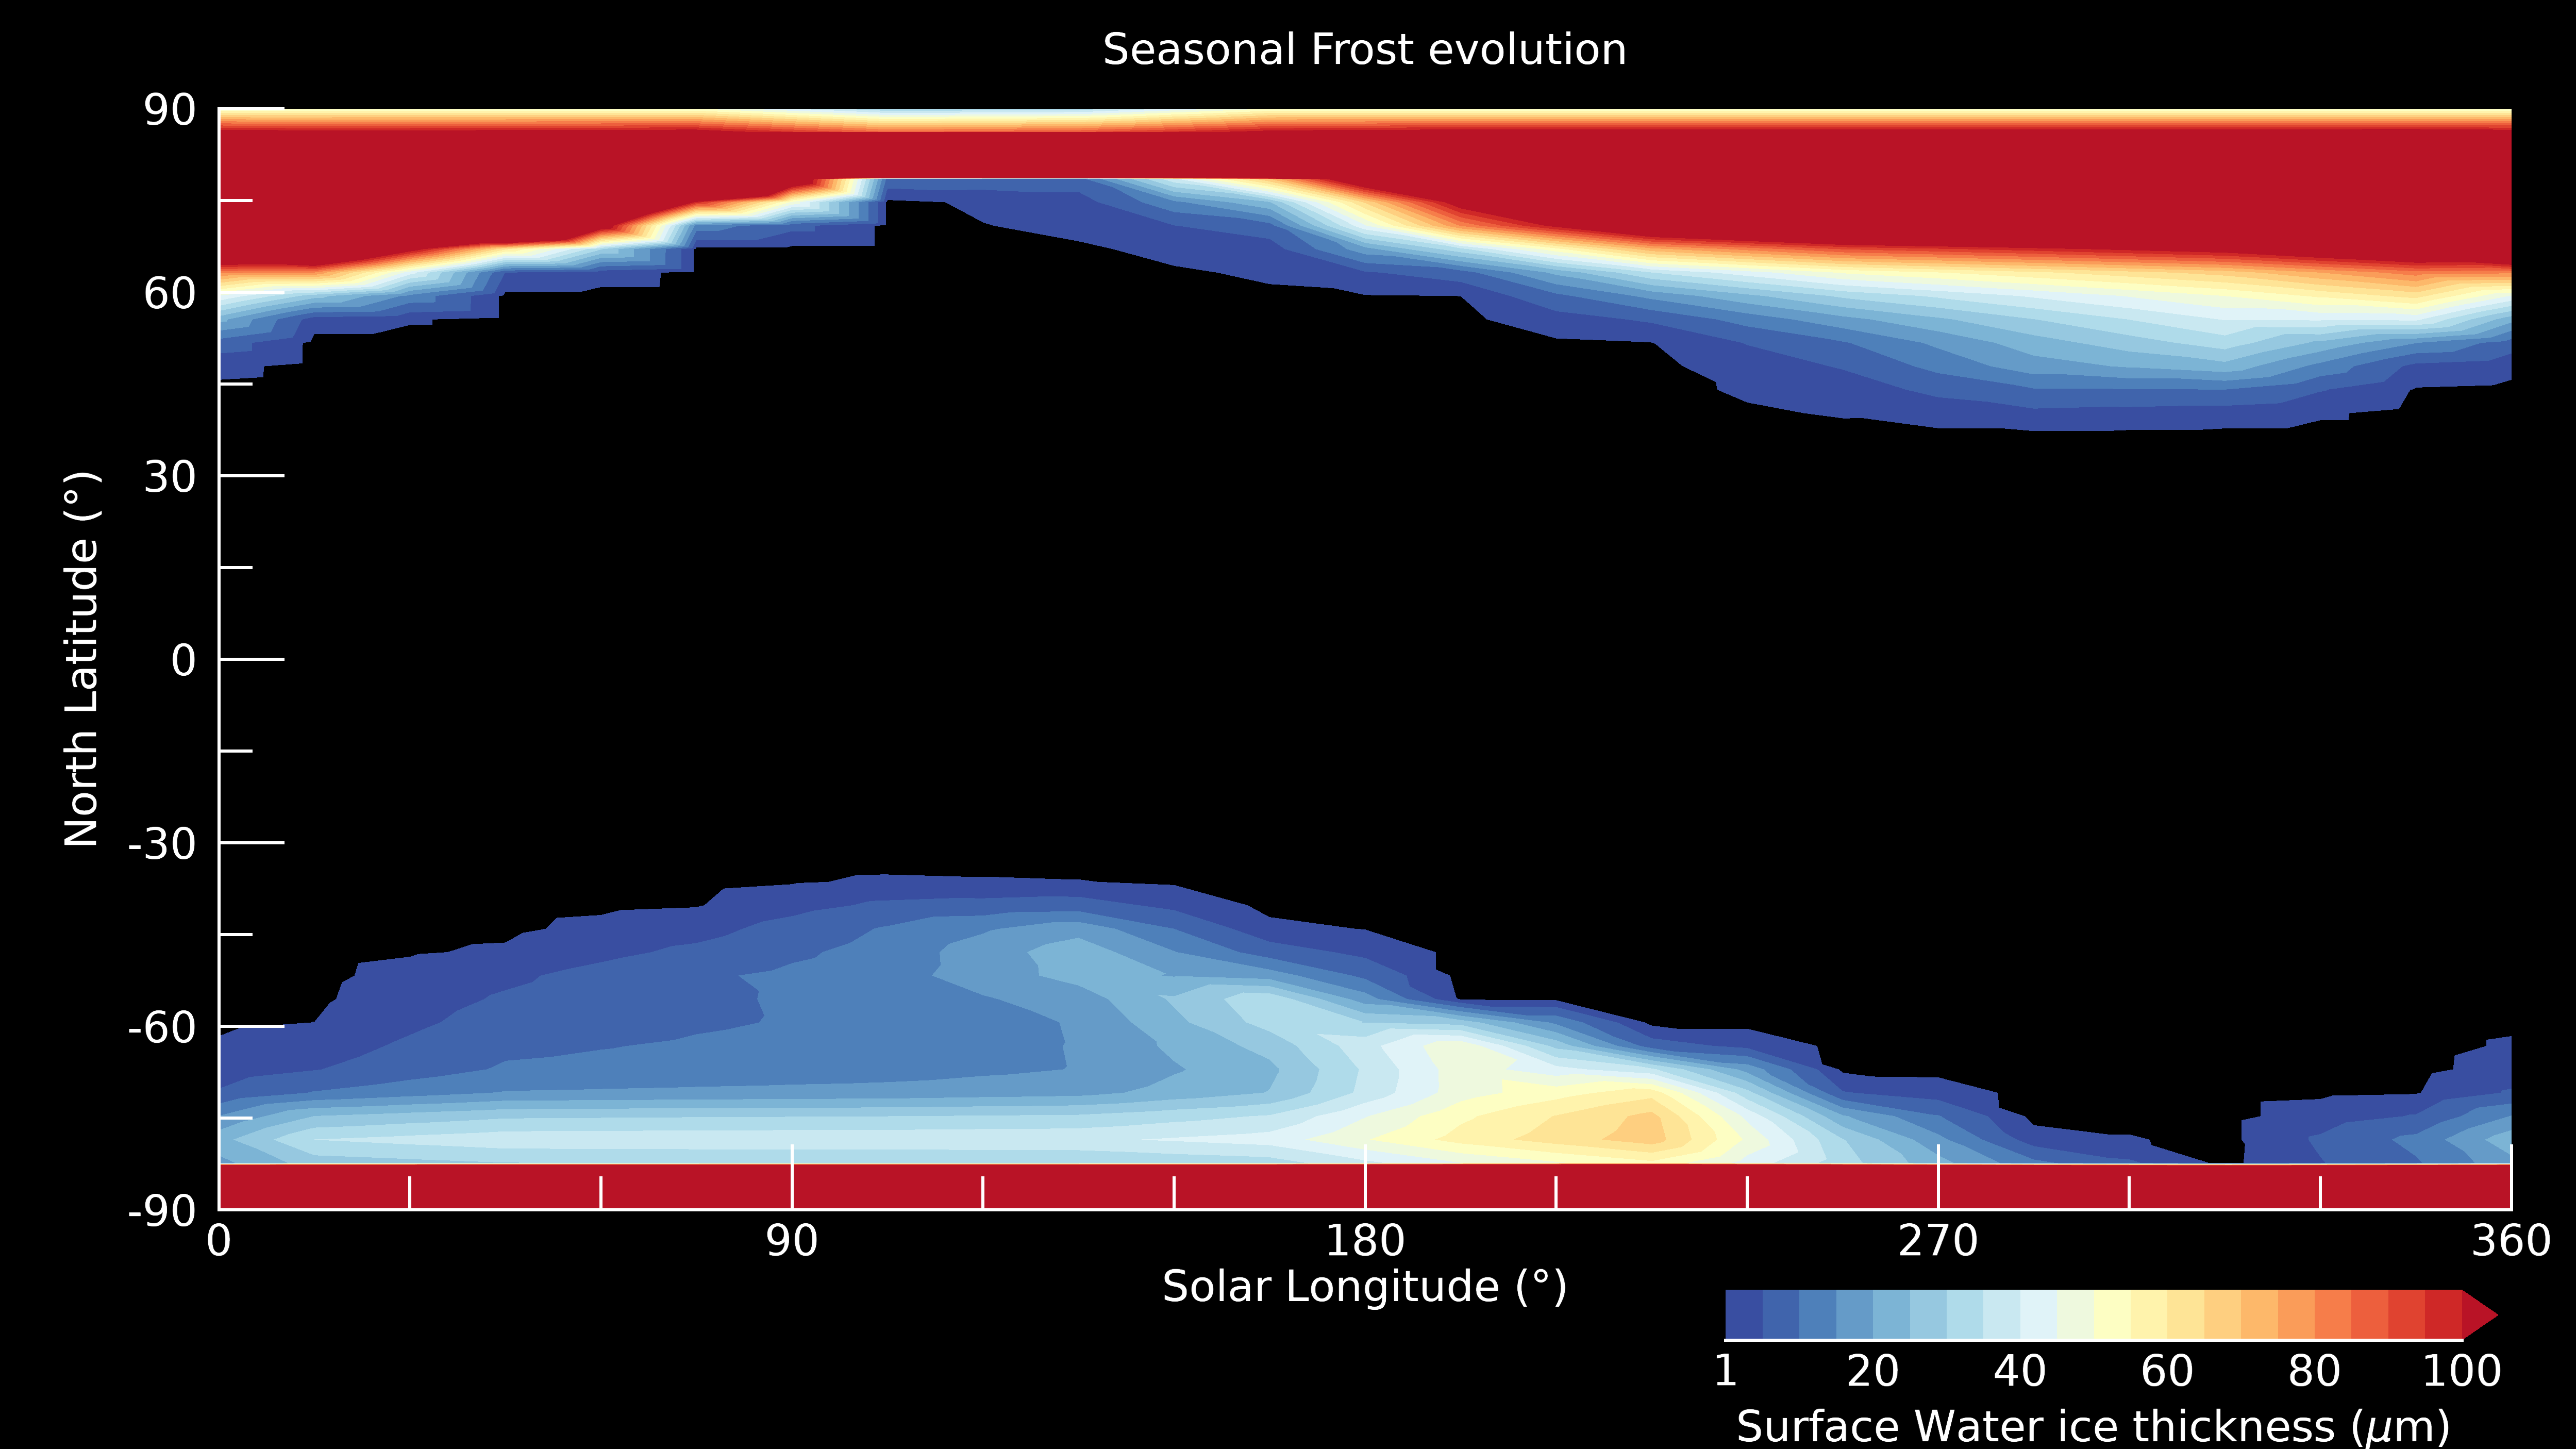 Seasonal Frost evolution
90
60
30
0
-30
-60
-90
North Latitude (°)
0 90 180 270 360
Solar Longitude (°)
1 20 40 60 80 100
Surface Water ice thickness (μm)